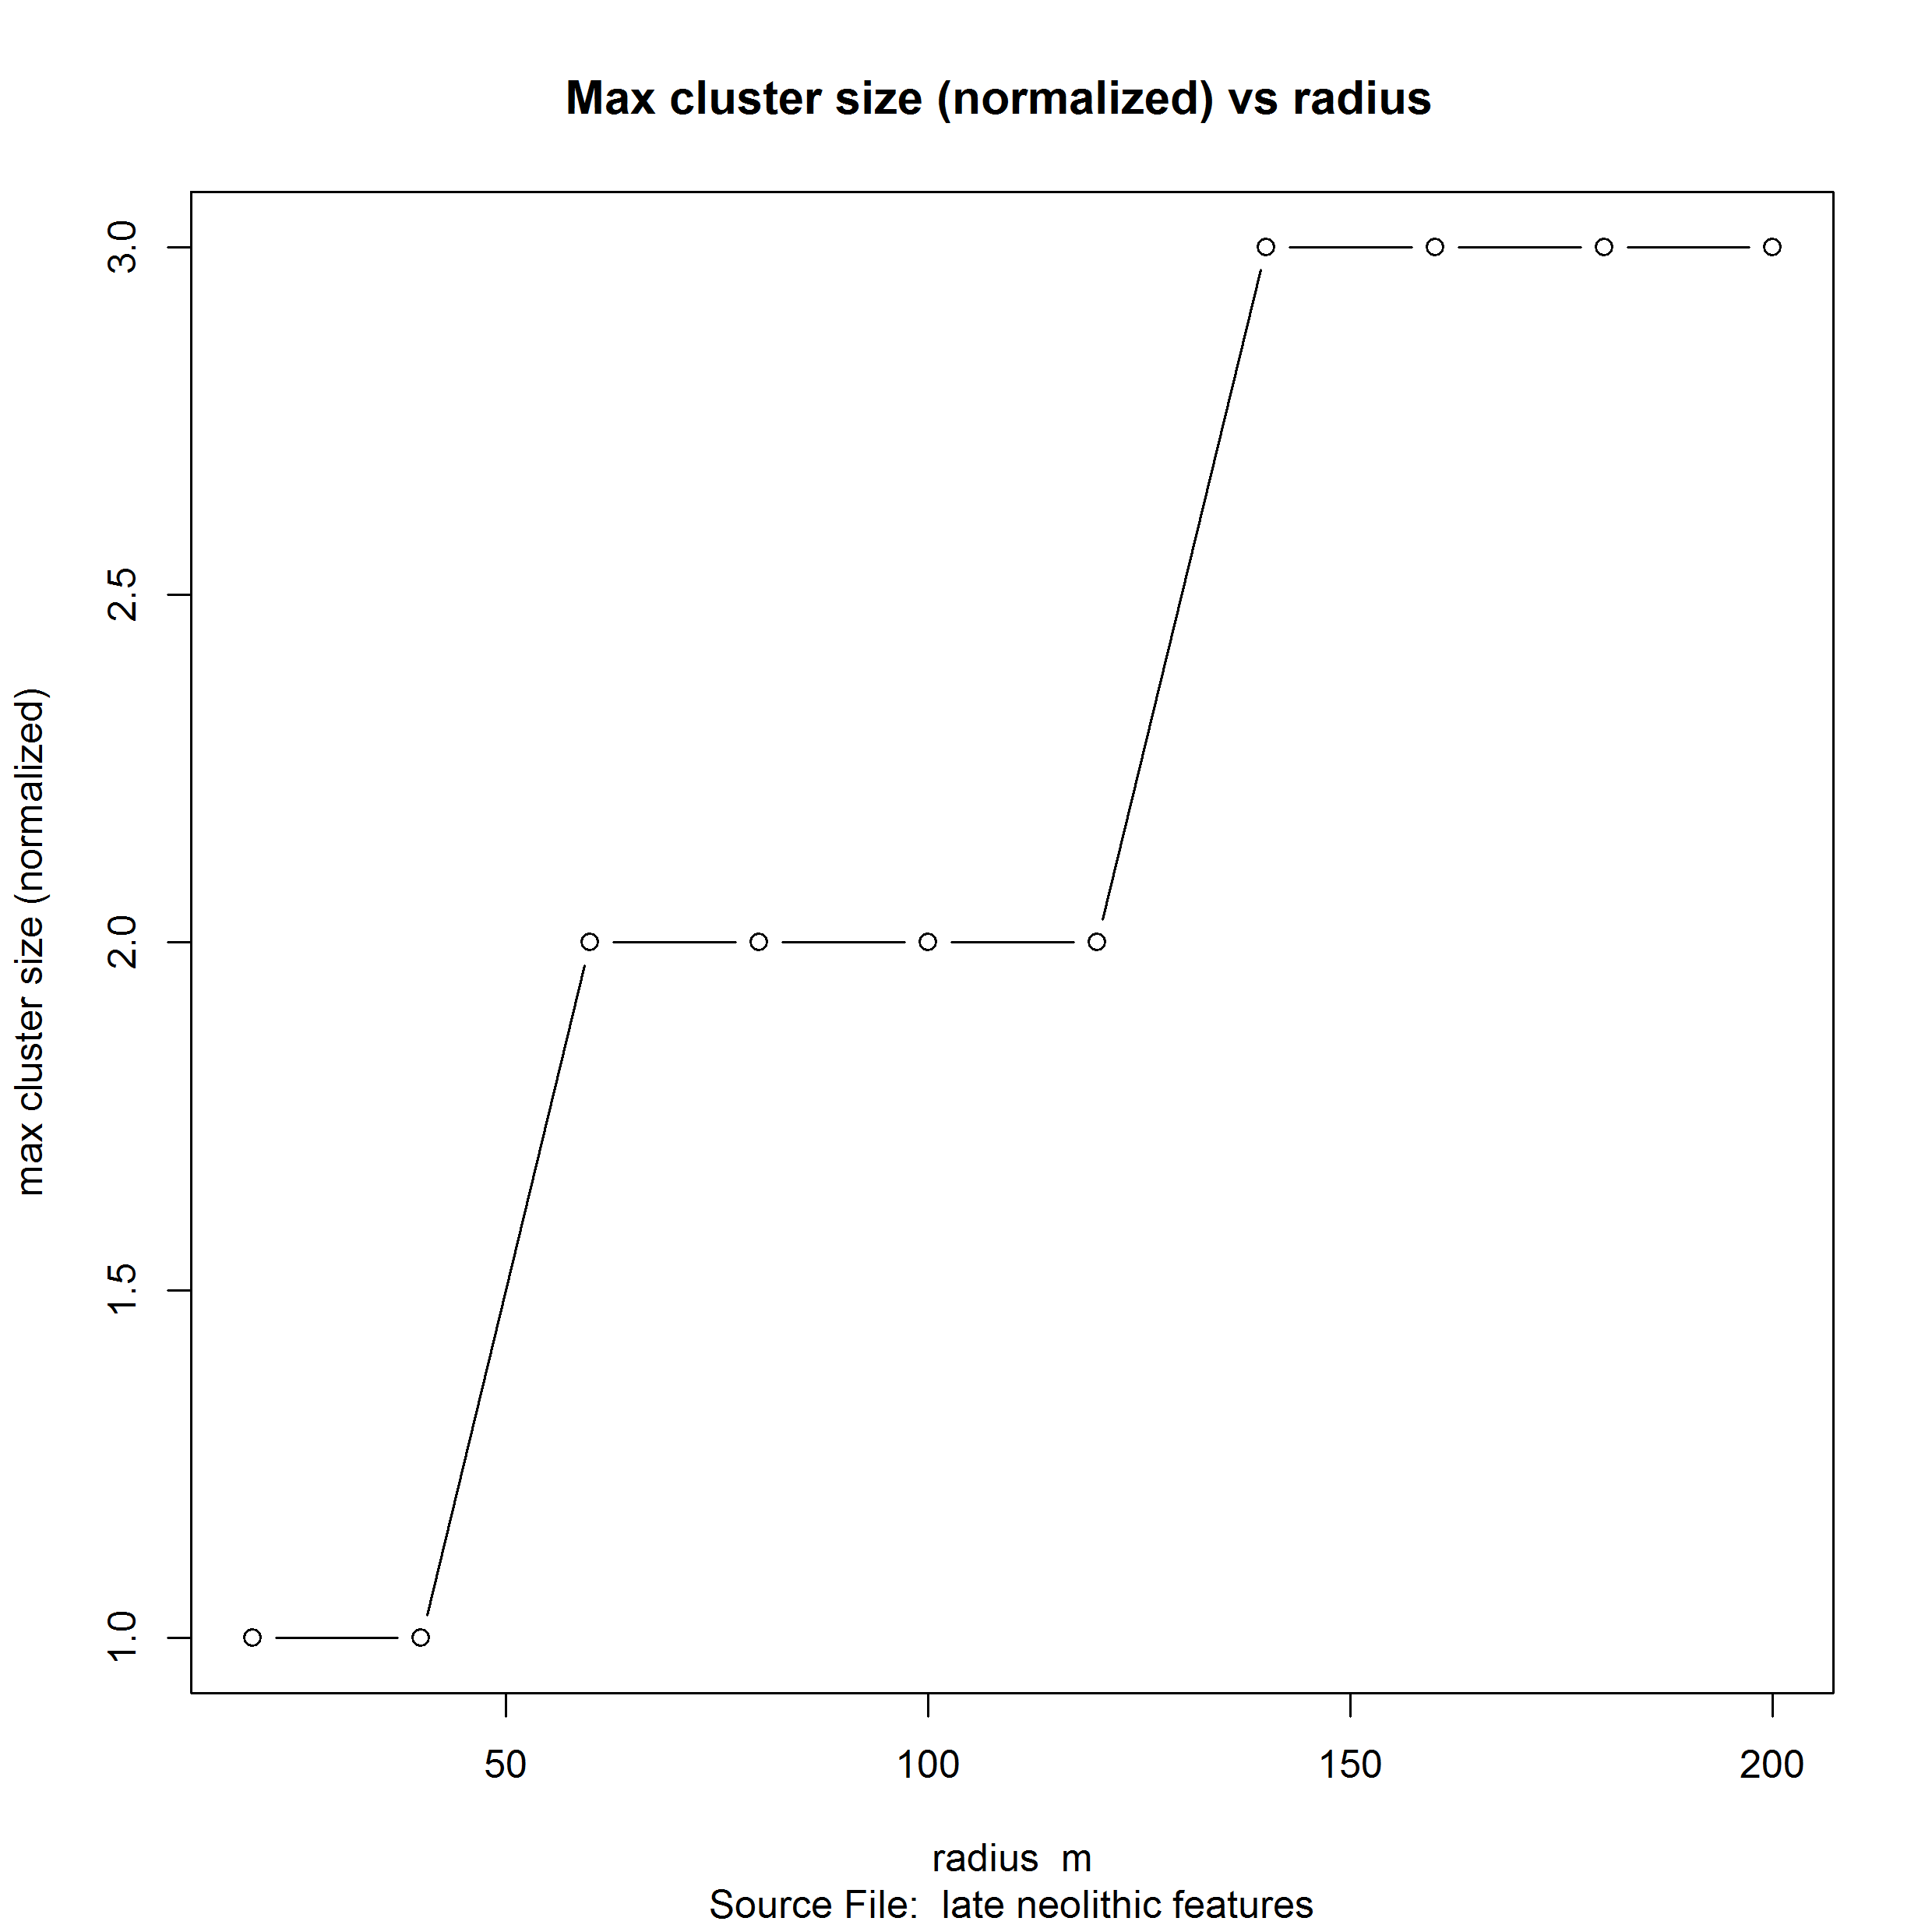 Max cluster size (normalized) vs radius
max cluster size (normalized)
3.0
2.5
2.0
1.5
1.0
50 100 150 200
radius  m
Source File:  late neolithic features